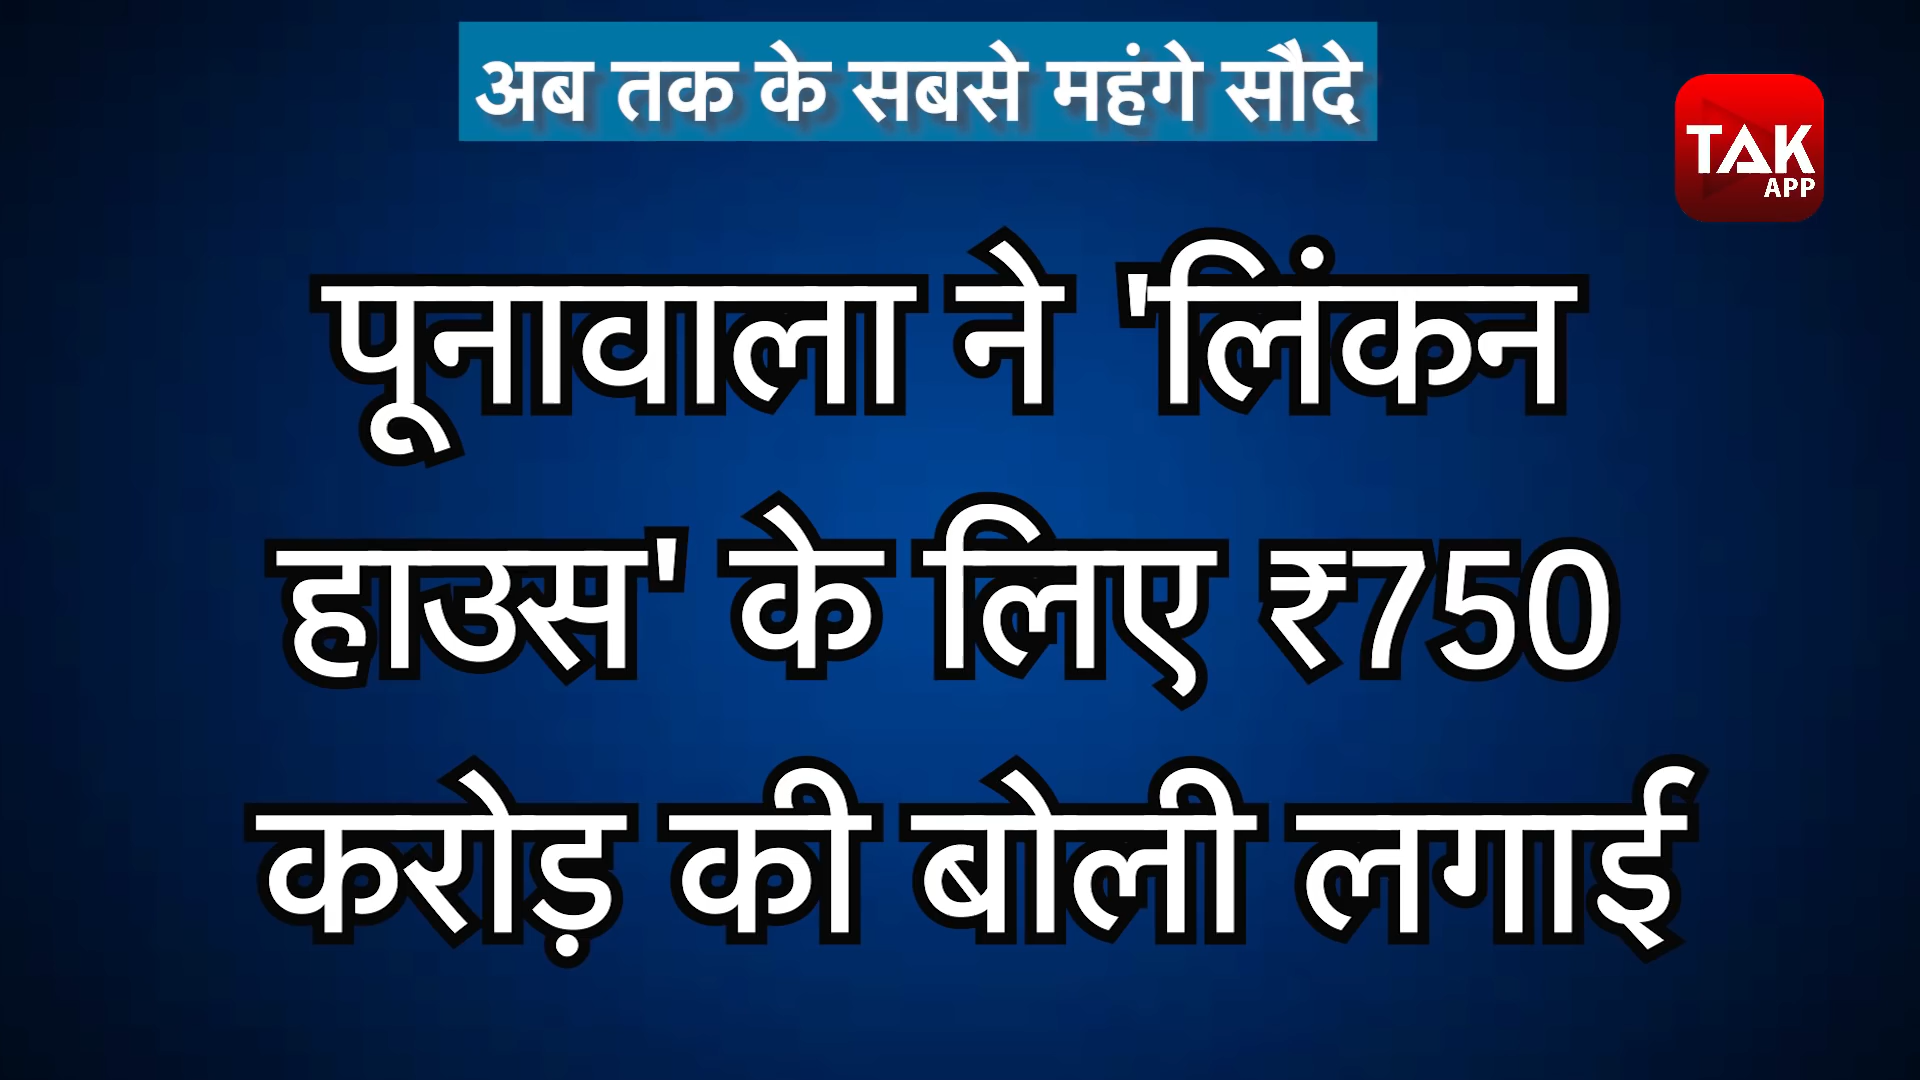 अब तक के सबसे महंगे सौदे
TAK
APP
पूनावाला ने 'लिंकन
हाउस' के लिए ₹750
करोड़ की बोली लगाई